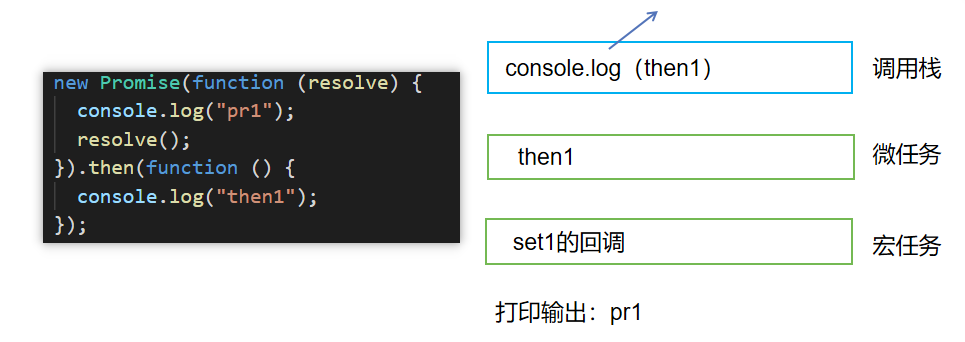 new Promise(function (resolve) {
  console.log("pr1");
  resolve();
}).then(function () {
  console.log("then1");
});
console.log（then1）
调用栈
then1
微任务
set1的回调
宏任务
打印输出：pr1